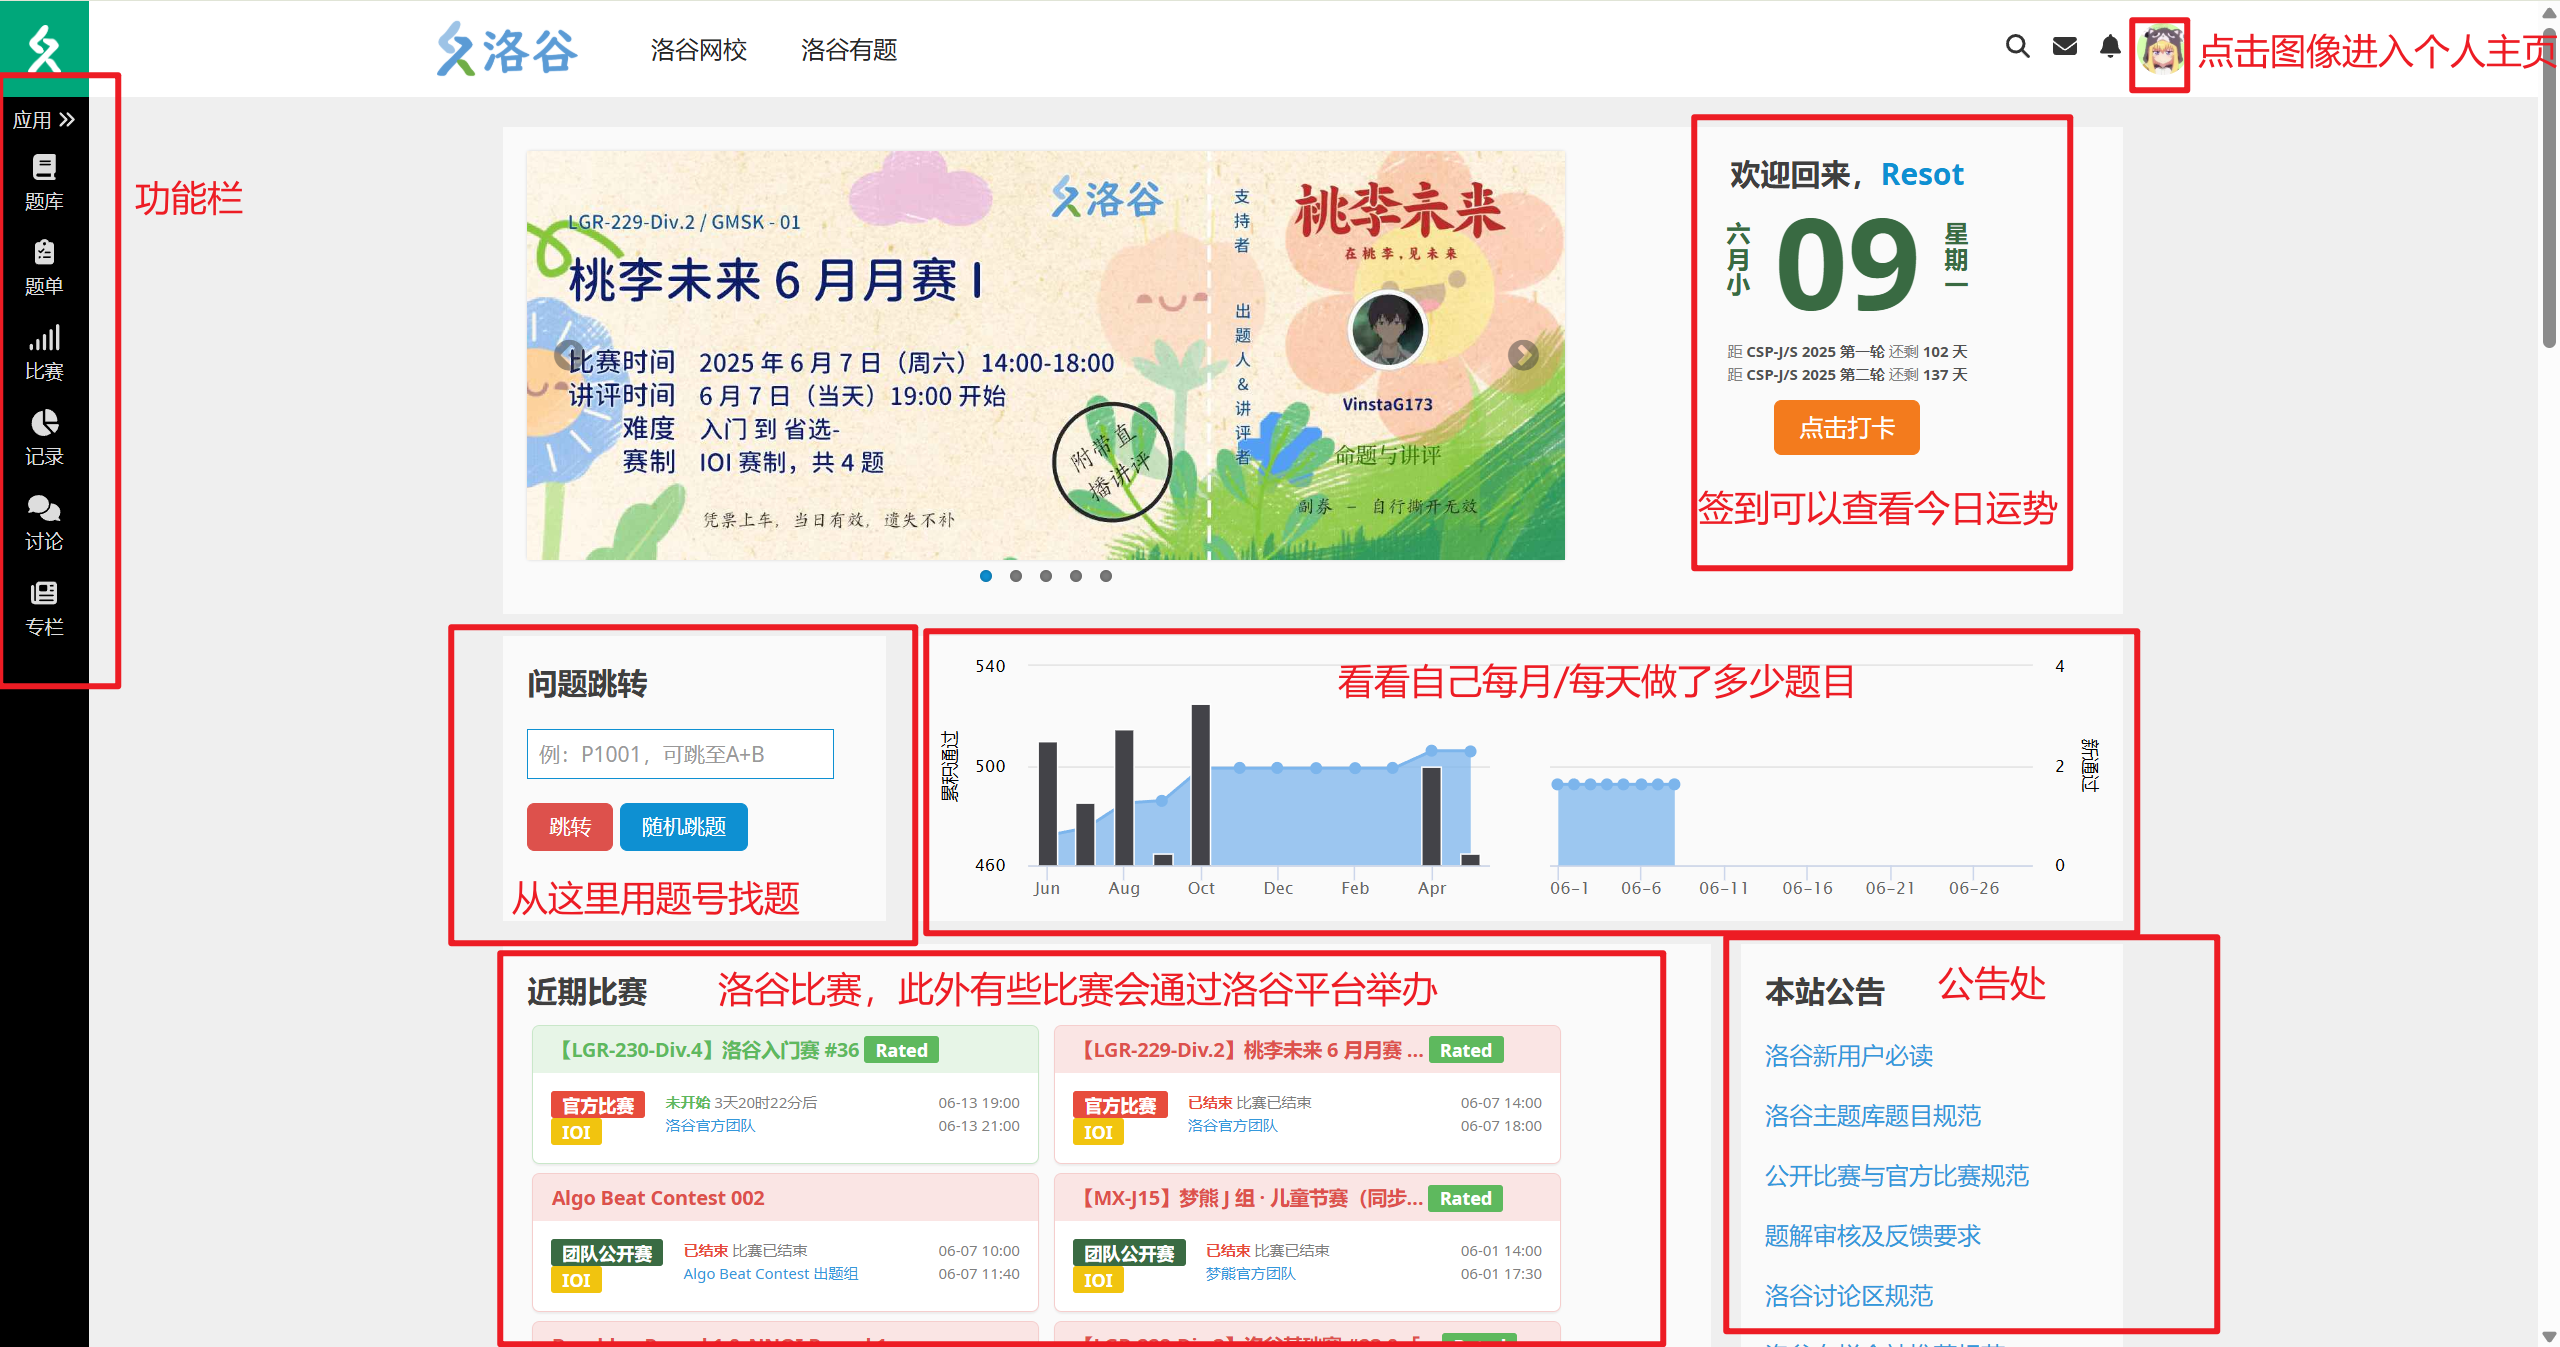 洛谷
洛谷网校
洛谷有题
点击图像进入个人主页
应用
题库
题单
比赛
记录
讨论
专栏
功能栏
LGR-229-Div.2 / GMSK - 01
洛谷
桃李未来 6 月月赛 I
比赛时间 2025 年 6 月 7 日（周六）14:00-18:00
讲评时间 6 月 7 日（当天）19:00 开始
难度 入门 到 省选-
赛制 IOI 赛制，共 4 题
附带直
播讲评
凭票上车，当日有效，遗失不补
支持者
出题人&讲评者
桃李未来
在桃李,见未来
VinstaG173
命题与讲评
副券 - 自行撕开无效
欢迎回来，Resot
六月小
09
星期一
距 CSP-J/S 2025 第一轮 还剩 102 天
距 CSP-J/S 2025 第二轮 还剩 137 天
点击打卡
签到可以查看今日运势
问题跳转
例：P1001，可跳至A+B
跳转
随机跳题
从这里用题号找题
看看自己每月/每天做了多少题目
累积通过
540
500
460
Jun Aug Oct Dec Feb Apr
06-1 06-6 06-11 06-16 06-21 06-26
4
2
0
新通过
近期比赛
洛谷比赛，此外有些比赛会通过洛谷平台举办
【LGR-230-Div.4】洛谷入门赛 #36 Rated
官方比赛
IOI
未开始 3天20时22分后
洛谷官方团队
06-13 19:00
06-13 21:00
【LGR-229-Div.2】桃李未来 6 月月赛 ... Rated
官方比赛
IOI
已结束 比赛已结束
洛谷官方团队
06-07 14:00
06-07 18:00
Algo Beat Contest 002
团队公开赛
IOI
已结束 比赛已结束
Algo Beat Contest 出题组
06-07 10:00
06-07 11:40
【MX-J15】梦熊 J 组 · 儿童节赛（同步... Rated
团队公开赛
IOI
已结束 比赛已结束
梦熊官方团队
06-01 14:00
06-01 17:30
本站公告
公告处
洛谷新用户必读
洛谷主题库题目规范
公开比赛与官方比赛规范
题解审核及反馈要求
洛谷讨论区规范